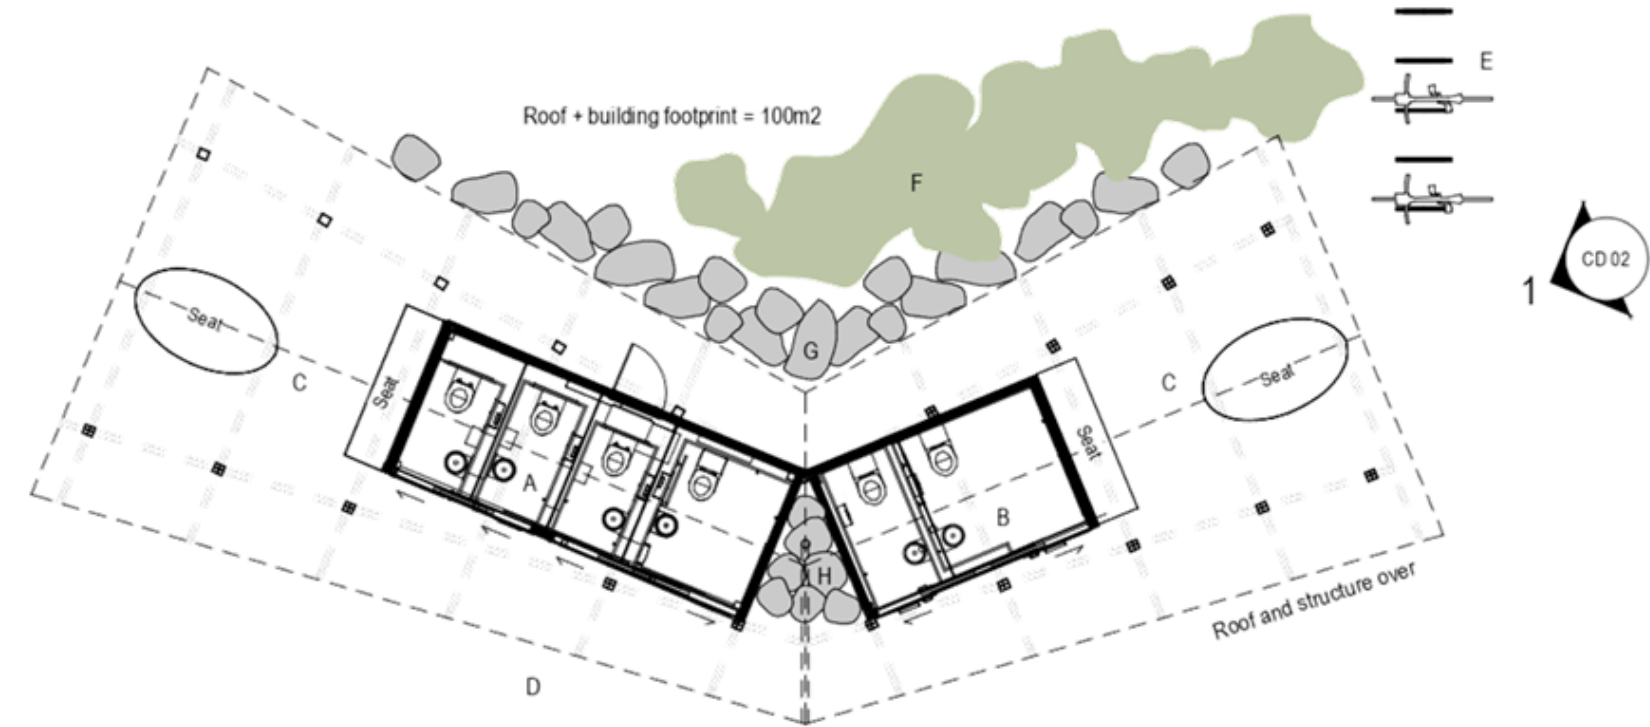 E
Roof + building footprint = 100m2
F
CD 02
1
Seat
G
C
C
Seat
Seat
Seat
A
B
H
Roof and structure over
D